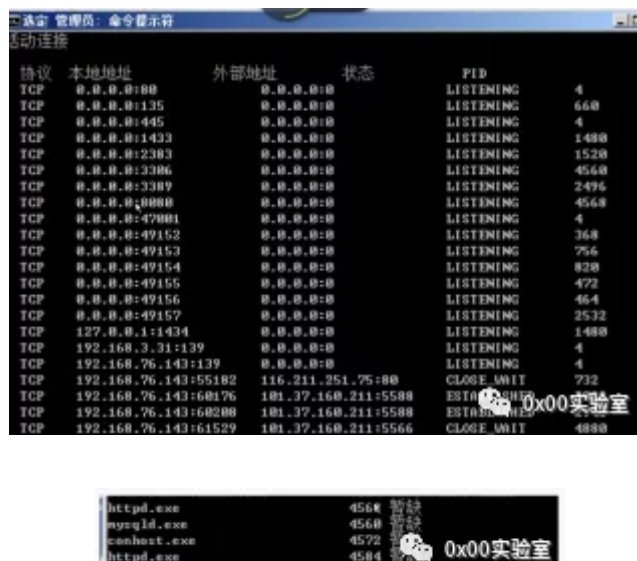 选定 管理员: 命令提示符
活动连接
协议 本地地址 外部地址 状态 PID
TCP 0.0.0.0:80 0.0.0.0:0 LISTENING 4
TCP 0.0.0.0:135 0.0.0.0:0 LISTENING 660
TCP 0.0.0.0:445 0.0.0.0:0 LISTENING 4
TCP 0.0.0.0:1433 0.0.0.0:0 LISTENING 1480
TCP 0.0.0.0:2383 0.0.0.0:0 LISTENING 1520
TCP 0.0.0.0:3306 0.0.0.0:0 LISTENING 4560
TCP 0.0.0.0:3389 0.0.0.0:0 LISTENING 2496
TCP 0.0.0.0:8080 0.0.0.0:0 LISTENING 4568
TCP 0.0.0.0:47001 0.0.0.0:0 LISTENING 4
TCP 0.0.0.0:49152 0.0.0.0:0 LISTENING 368
TCP 0.0.0.0:49153 0.0.0.0:0 LISTENING 756
TCP 0.0.0.0:49154 0.0.0.0:0 LISTENING 820
TCP 0.0.0.0:49155 0.0.0.0:0 LISTENING 472
TCP 0.0.0.0:49156 0.0.0.0:0 LISTENING 464
TCP 0.0.0.0:49157 0.0.0.0:0 LISTENING 2532
TCP 127.0.0.1:1434 0.0.0.0:0 LISTENING 1480
TCP 192.168.3.31:139 0.0.0.0:0 LISTENING 4
TCP 192.168.76.143:139 0.0.0.0:0 LISTENING 4
TCP 192.168.76.143:55182 116.211.251.75:80 CLOSE_WAIT 732
TCP 192.168.76.143:60176 101.37.160.211:5588
TCP 192.168.76.143:60208 101.37.160.211:5588
TCP 192.168.76.143:61529 101.37.160.211:5566 CLOSE_WAIT 4880
0x00实验室
httpd.exe 4568 暂缺
mysqld.exe 4560 暂缺
conhost.exe 4572
httpd.exe 4584
0x00实验室